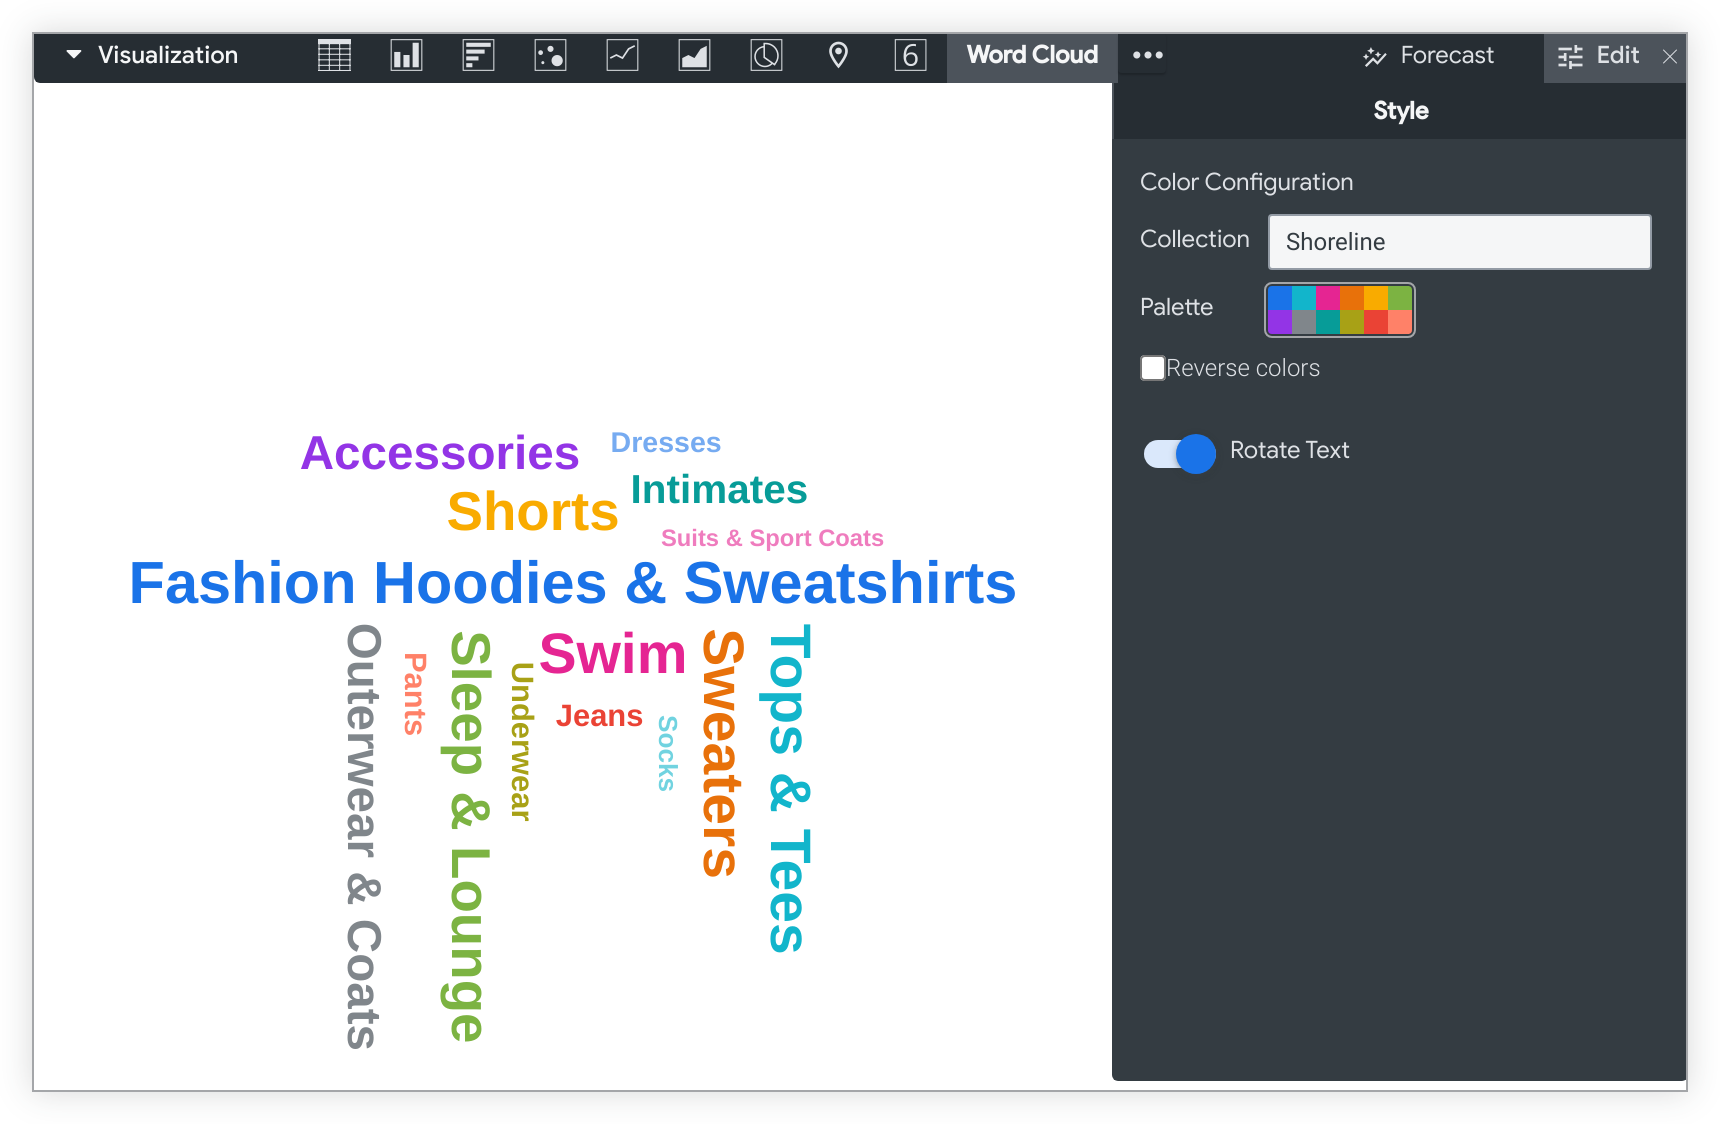 Visualization
6
Word Cloud
Forecast
Edit
Style
Color Configuration
Collection
Shoreline
Palette
Reverse colors
Rotate Text
Accessories
Dresses
Shorts
Intimates
Suits & Sport Coats
Fashion Hoodies & Sweatshirts
Outerwear & Coats
Pants
Sleep & Lounge
Underwear
Swim
Jeans
Socks
Sweaters
Tops & Tees